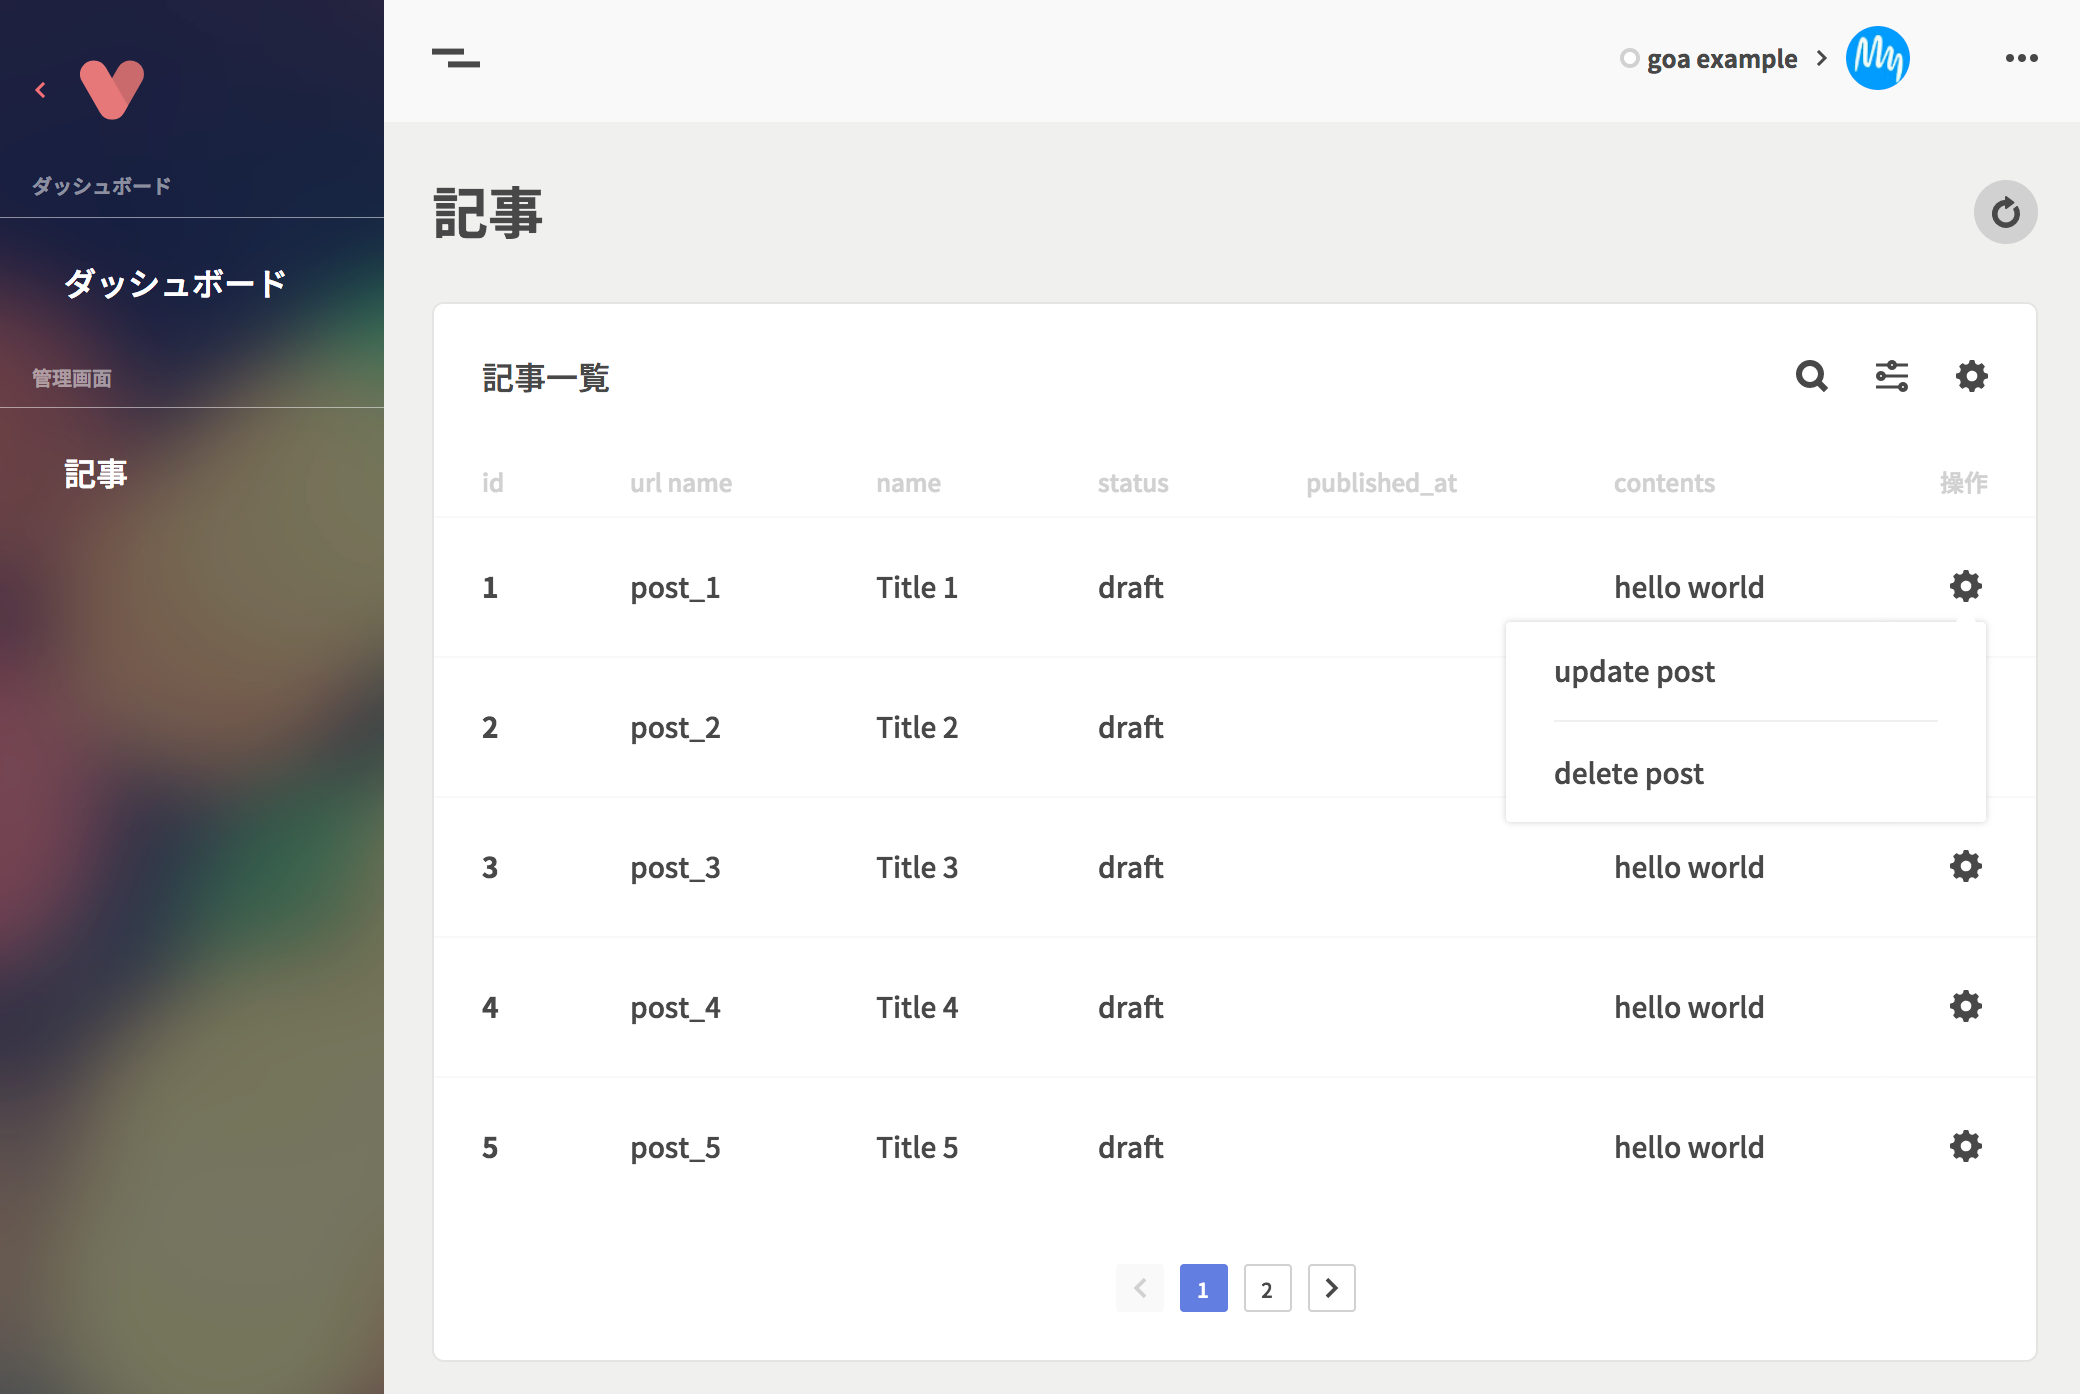 ダッシュボード
ダッシュボード
管理画面
記事
goa example
記事
記事一覧
id url name name status published_at contents 操作
1 post_1 Title 1 draft hello world
update post
2 post_2 Title 2 draft
delete post
3 post_3 Title 3 draft hello world
4 post_4 Title 4 draft hello world
5 post_5 Title 5 draft hello world
1 2